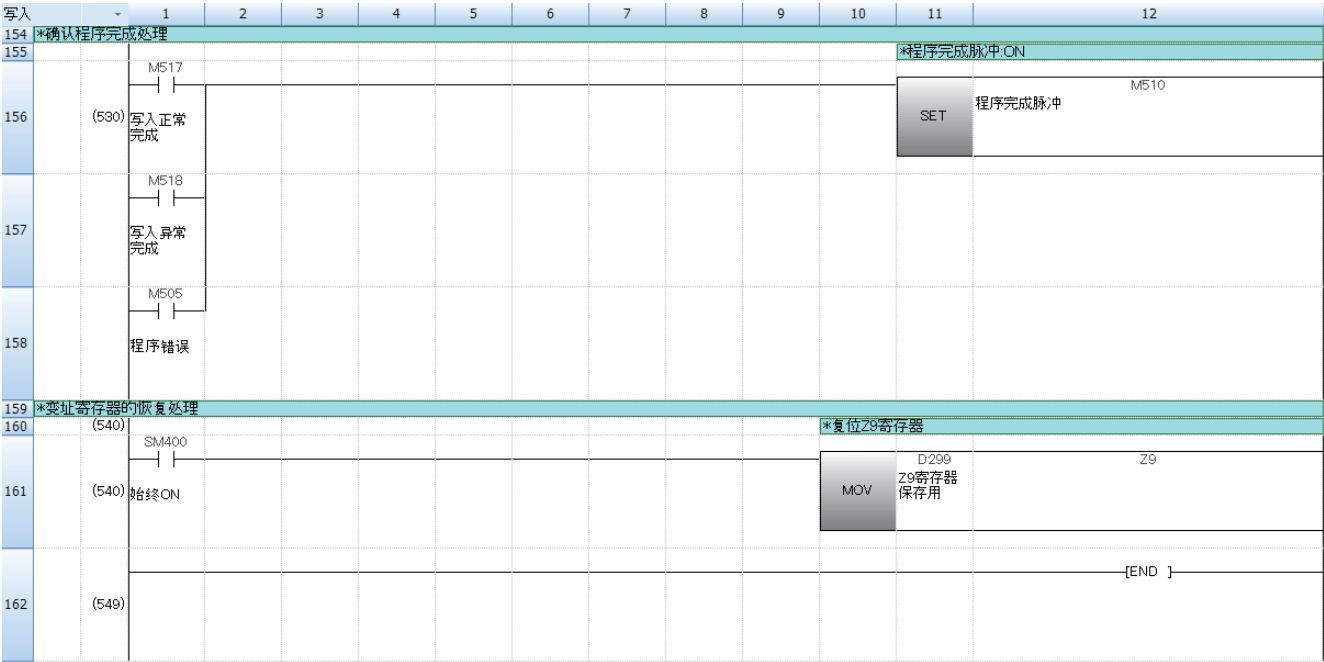 写入 1 2 3 4 5 6 7 8 9 10 11 12
154 *确认程序完成处理
155 *程序完成脉冲:ON
M517 M510
156 (530) 写入正常
完成
SET 程序完成脉冲
M518
157 写入异常
完成
M505
158 程序错误
159 *变址寄存器的恢复处理
160 (540) *复位Z9寄存器
SM400 D299 Z9
161 (540) 始终ON MOV Z9寄存器
保存用
162 (549) [END ]